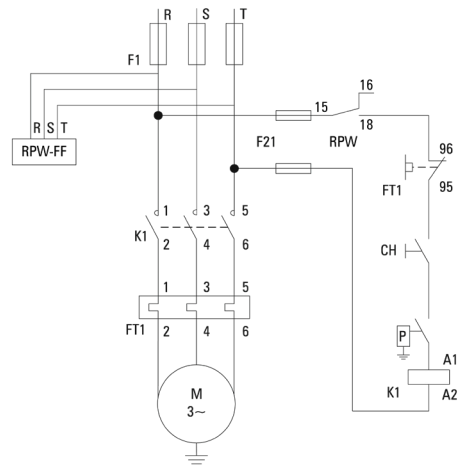 R S T
F1
16
15
R S T
RPW-FF
F21 RPW 18
96
FT1
95
1 3 5
K1
2 4 6
CH
1 3 5
FT1
2 4 6
P
A1
K1
A2
M
3~